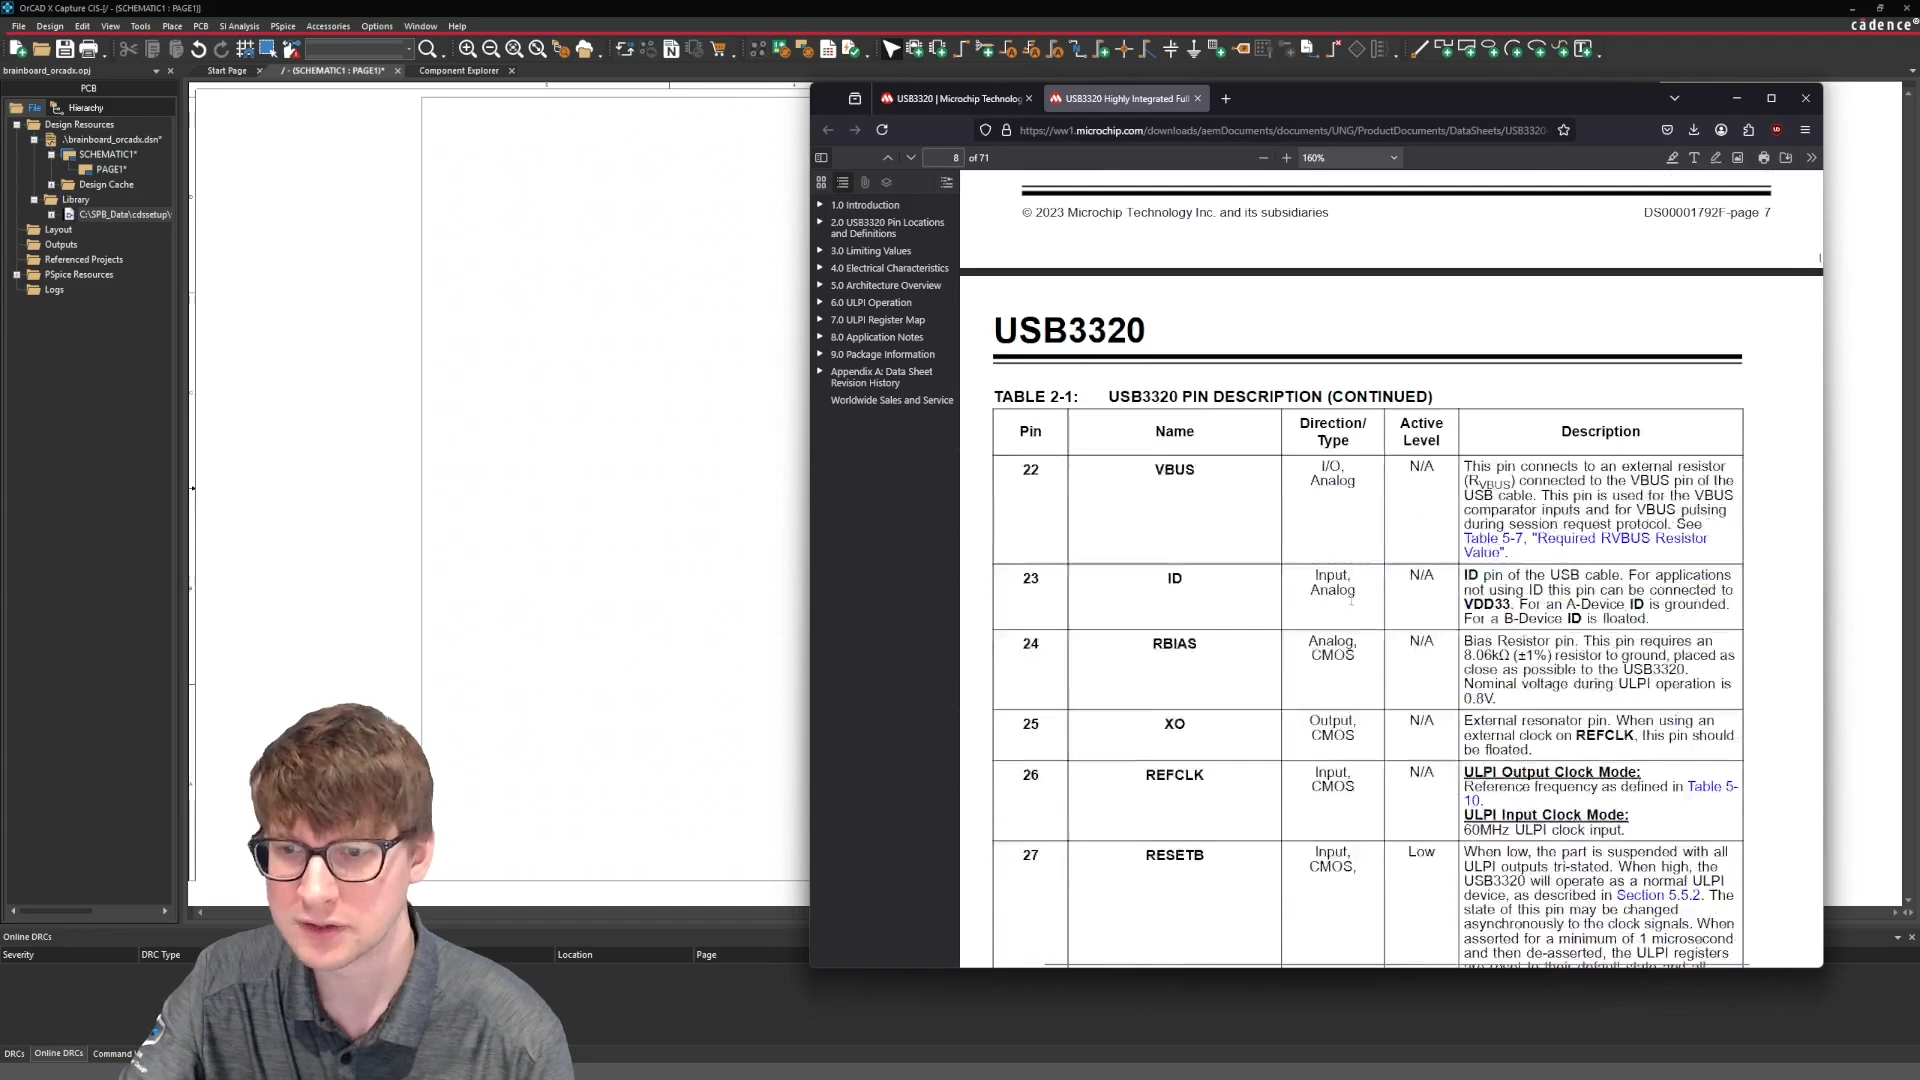 OrCAD X Capture CIS-[/ - (SCHEMATIC1 : PAGE1)]
File Design Edit View Tools Place PCB SI Analysis PSpice Accessories Options Window Help
cādence
brainboard_orcadx.opj
Start Page
/ - (SCHEMATIC1 : PAGE1)*
Component Explorer
PCB
File
Hierarchy
Design Resources
.\brainboard_orcadx.dsn*
SCHEMATIC1*
PAGE1*
Design Cache
Library
C:\SPB_Data\cdssetup\
Layout
Outputs
Referenced Projects
PSpice Resources
Logs
USB3320 | Microchip Technolog
USB3320 Highly Integrated Full
https://ww1.microchip.com/downloads/aemDocuments/documents/UNG/ProductDocuments/DataSheets/USB3320-
8 of 71
160%
1.0 Introduction
2.0 USB3320 Pin Locations
and Definitions
3.0 Limiting Values
4.0 Electrical Characteristics
5.0 Architecture Overview
6.0 ULPI Operation
7.0 ULPI Register Map
8.0 Application Notes
9.0 Package Information
Appendix A: Data Sheet
Revision History
Worldwide Sales and Service
© 2023 Microchip Technology Inc. and its subsidiaries
DS00001792F-page 7
USB3320
TABLE 2-1: USB3320 PIN DESCRIPTION (CONTINUED)
Pin
Name
Direction/
Type
Active
Level
Description
22
VBUS
I/O,
Analog
N/A
This pin connects to an external resistor
(RVBUS) connected to the VBUS pin of the
USB cable. This pin is used for the VBUS
comparator inputs and for VBUS pulsing
during session request protocol. See
Table 5-7, "Required RVBUS Resistor
Value".
23
ID
Input,
Analog
N/A
ID pin of the USB cable. For applications
not using ID this pin can be connected to
VDD33. For an A-Device ID is grounded.
For a B-Device ID is floated.
24
RBIAS
Analog,
CMOS
N/A
Bias Resistor pin. This pin requires an
8.06kΩ (±1%) resistor to ground, placed as
close as possible to the USB3320.
Nominal voltage during ULPI operation is
0.8V.
25
XO
Output,
CMOS
N/A
External resonator pin. When using an
external clock on REFCLK, this pin should
be floated.
26
REFCLK
Input,
CMOS
N/A
ULPI Output Clock Mode:
Reference frequency as defined in Table 5-
10.
ULPI Input Clock Mode:
60MHz ULPI clock input.
27
RESETB
Input,
CMOS,
Low
When low, the part is suspended with all
ULPI outputs tri-stated. When high, the
USB3320 will operate as a normal ULPI
device, as described in Section 5.5.2. The
state of this pin may be changed
asynchronously to the clock signals. When
asserted for a minimum of 1 microsecond
and then de-asserted, the ULPI registers
are reset to their default state and all
Online DRCs
Severity
DRC Type
Location
Page
DRCs
Online DRCs
Command